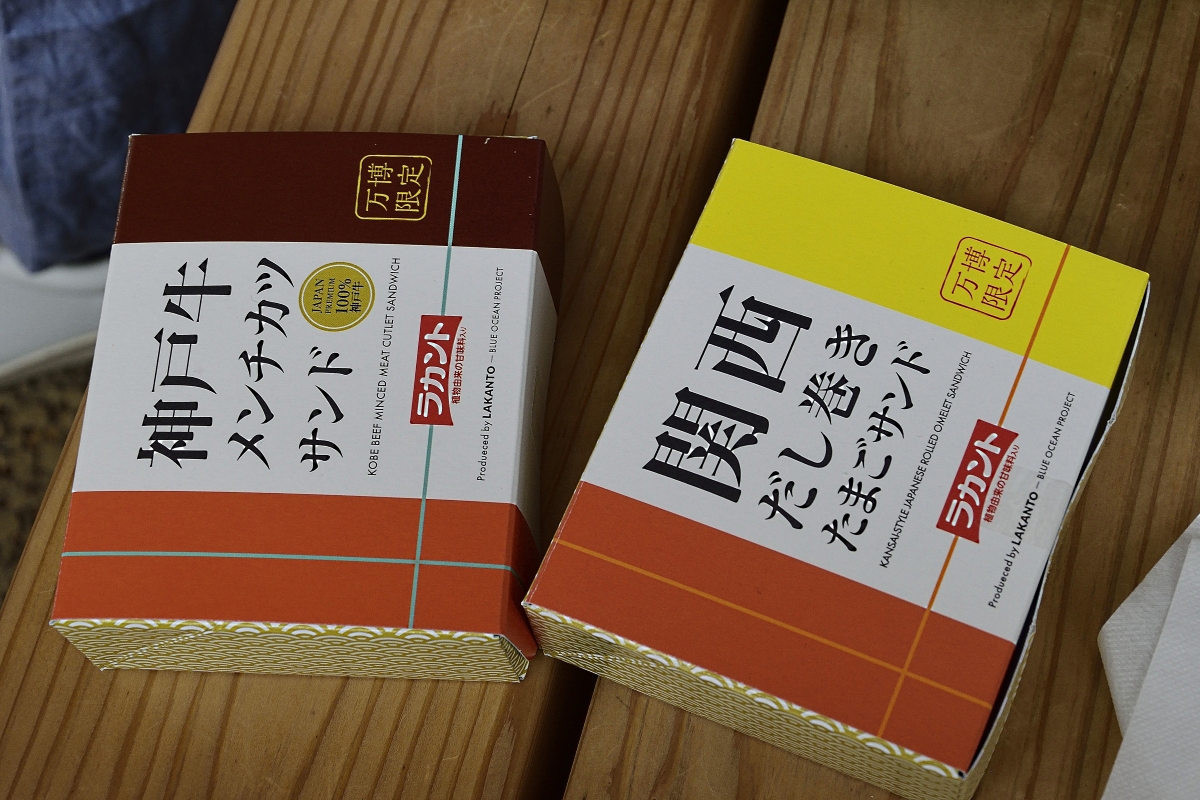 万博
限定
神戸牛
メンチカツ
サンド
JAPAN
PREMIUM
100%
神戸牛
KOBE BEEF MINCED MEAT CUTLET SANDWICH
ラカント
植物由来の甘味料入り
Produeced by LAKANTO — BLUE OCEAN PROJECT
万博
限定
関西
だし巻き
たまごサンド
KANSAI-STYLE JAPANESE ROLLED OMELET SANDWICH
ラカント
植物由来の甘味料入り
Produeced by LAKANTO — BLUE OCEAN PROJECT